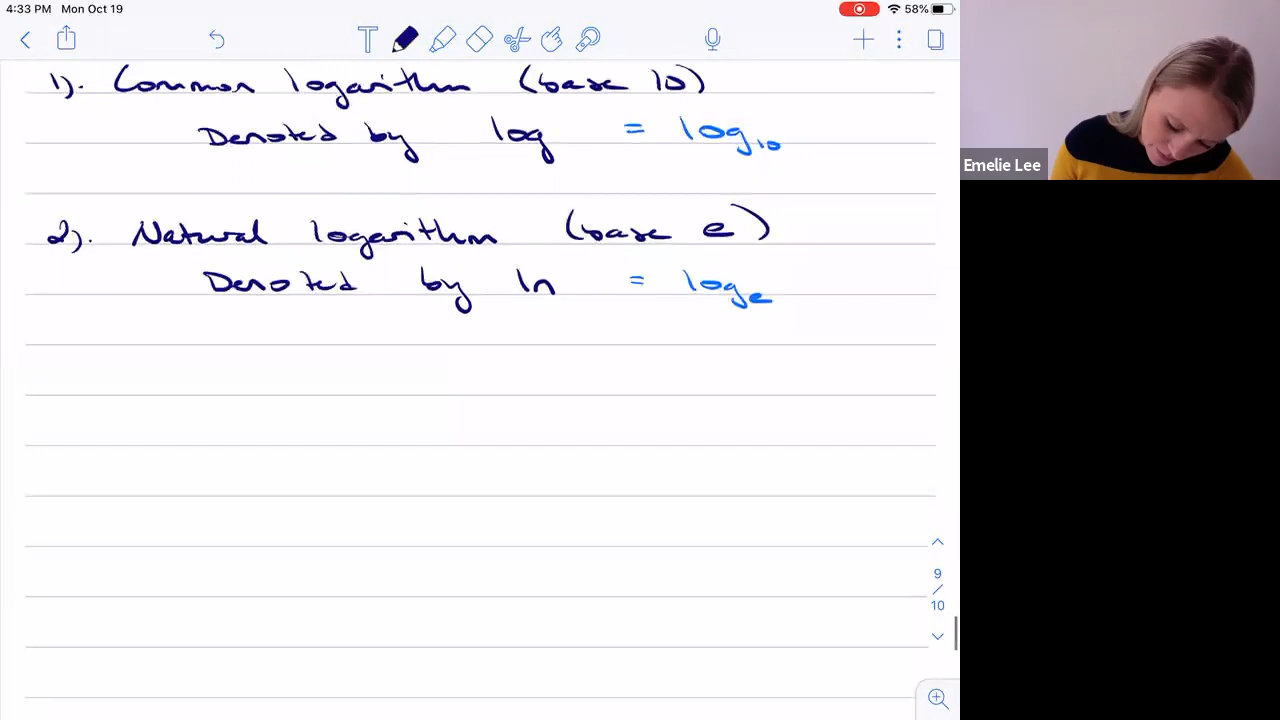 4:33 PM Mon Oct 19 58%
1). Common logarithm (base 10)
Denoted by log = log₁₀
2). Natural logarithm (base e)
Denoted by ln = logₑ
9
/
10
Emelie Lee